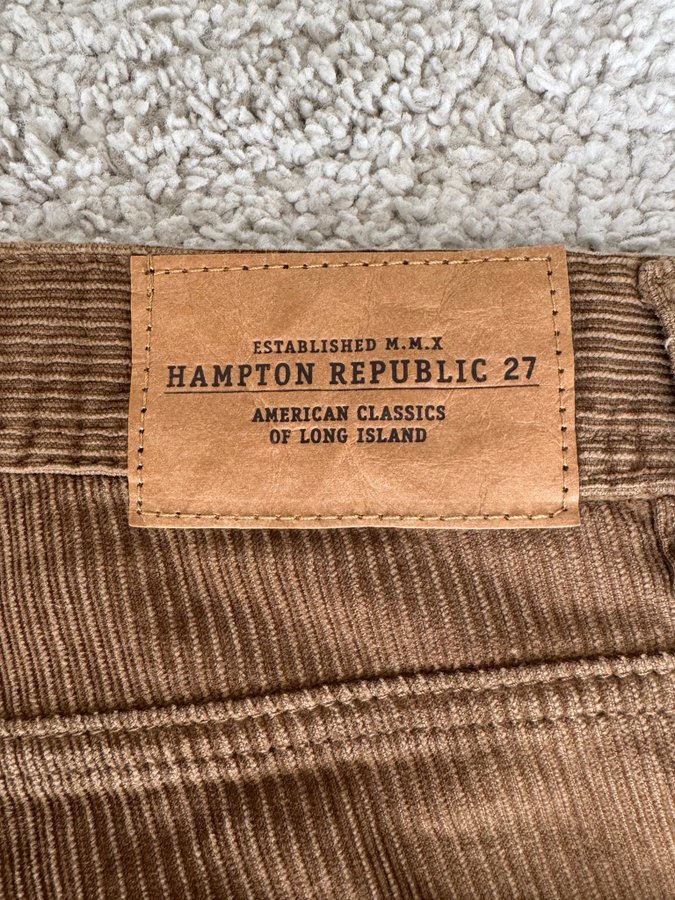 ESTABLISHED M.M.X
HAMPTON REPUBLIC 27
AMERICAN CLASSICS
OF LONG ISLAND